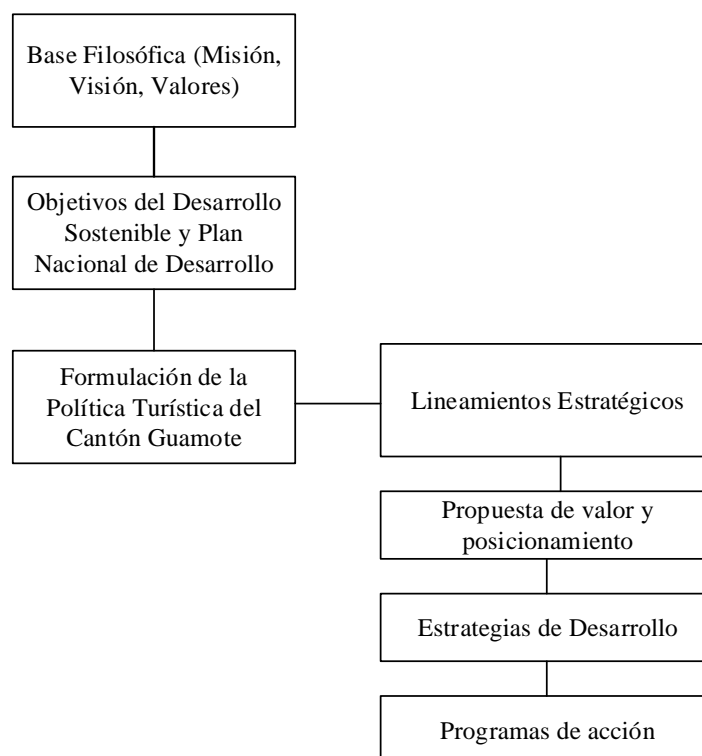 Base Filosófica (Misión,
Visión, Valores)
Objetivos del Desarrollo
Sostenible y Plan
Nacional de Desarrollo
Formulación de la
Política Turística del
Cantón Guamote
Lineamientos Estratégicos
Propuesta de valor y
posicionamiento
Estrategias de Desarrollo
Programas de acción